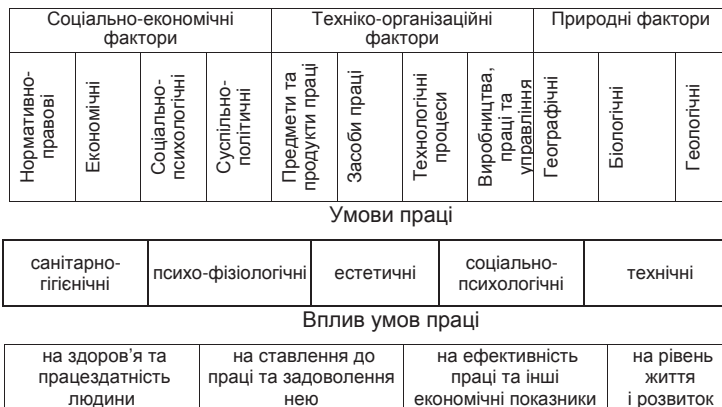 Соціально-економічні
фактори
Техніко-організаційні
фактори
Природні фактори
Нормативно-
правові
Економічні
Соціально-
психологічні
Суспільно-
політичні
Предмети та
продукти праці
Засоби праці
Технологічні
процеси
Виробництва,
праці та
управління
Географічні
Біологічні
Геологічні
Умови праці
санітарно-
гігієнічні
психо-фізіологічні
естетичні
соціально-
психологічні
технічні
Вплив умов праці
на здоров’я та
працездатність
людини
на ставлення до
праці та задоволення
нею
на ефективність
праці та інші
економічні показники
на рівень
життя
і розвиток